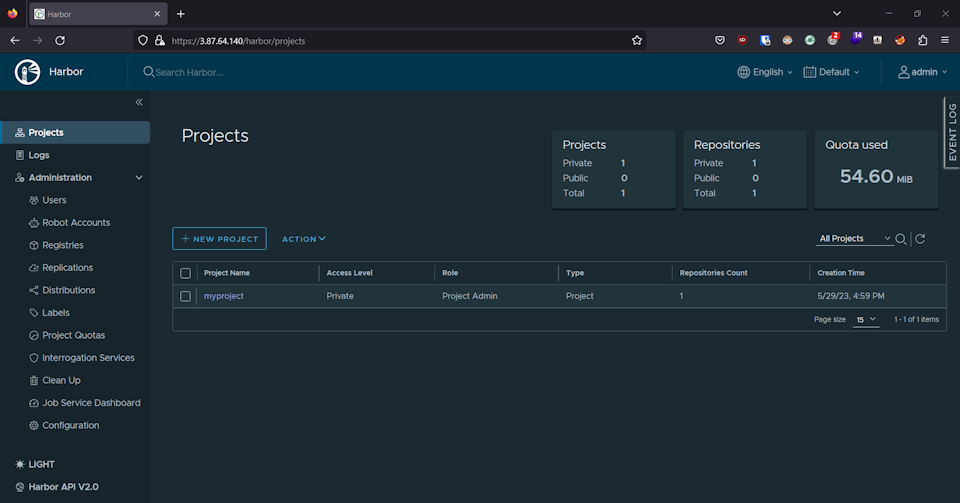 Harbor
https://3.87.64.140/harbor/projects
2
14
Harbor
Search Harbor...
English
Default
admin
EVENT LOG
Projects
Logs
Administration
Users
Robot Accounts
Registries
Replications
Distributions
Labels
Project Quotas
Interrogation Services
Clean Up
Job Service Dashboard
Configuration
LIGHT
Harbor API V2.0
Projects
Projects
Private 1
Public 0
Total 1
Repositories
Private 1
Public 0
Total 1
Quota used
54.60 MiB
+ NEW PROJECT
ACTION
All Projects
Project Name Access Level Role Type Repositories Count Creation Time
myproject Private Project Admin Project 1 5/29/23, 4:59 PM
Page size 15 1 - 1 of 1 items